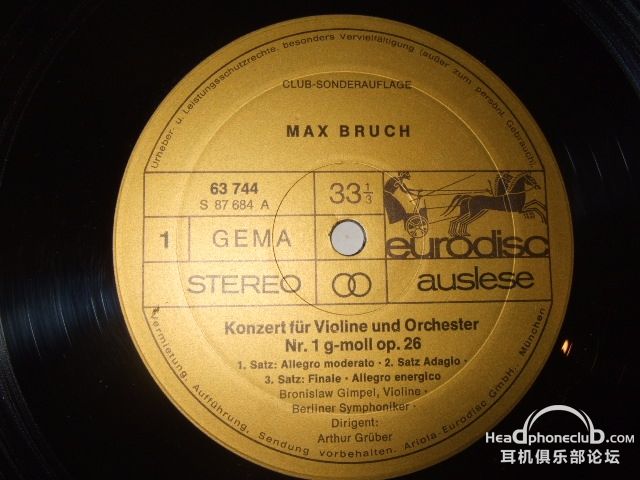 Urheber u. Leistungsschutzrechte, besonders Vervielfältigung (außer zum persönl. Gebrauch),
CLUB-SONDERAUFLAGE
MAX BRUCH
63 744
S 87 684 A
33 1/3
1
GEMA
eurodisc
STEREO
auslese
Konzert für Violine und Orchester
Nr. 1 g-moll op. 26
1. Satz: Allegro moderato · 2. Satz Adagio ·
3. Satz: Finale · Allegro energico
Bronislaw Gimpel, Violine ·
Berliner Symphoniker ·
Dirigent:
Arthur Grüber
Vermietung, Aufführung, Sendung vorbehalten. Ariola Eurodisc GmbH., München
HeadphoneClub.com
耳机俱乐部论坛